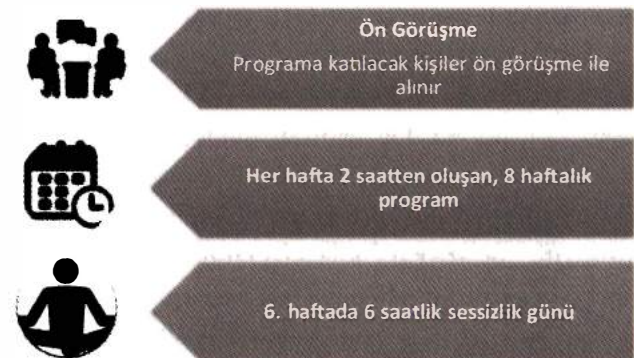 Ön Görüşme
Programa katılacak kişiler ön görüşme ile
alınır
Her hafta 2 saatten oluşan, 8 haftalık
program
6. haftada 6 saatlik sessizlik günü